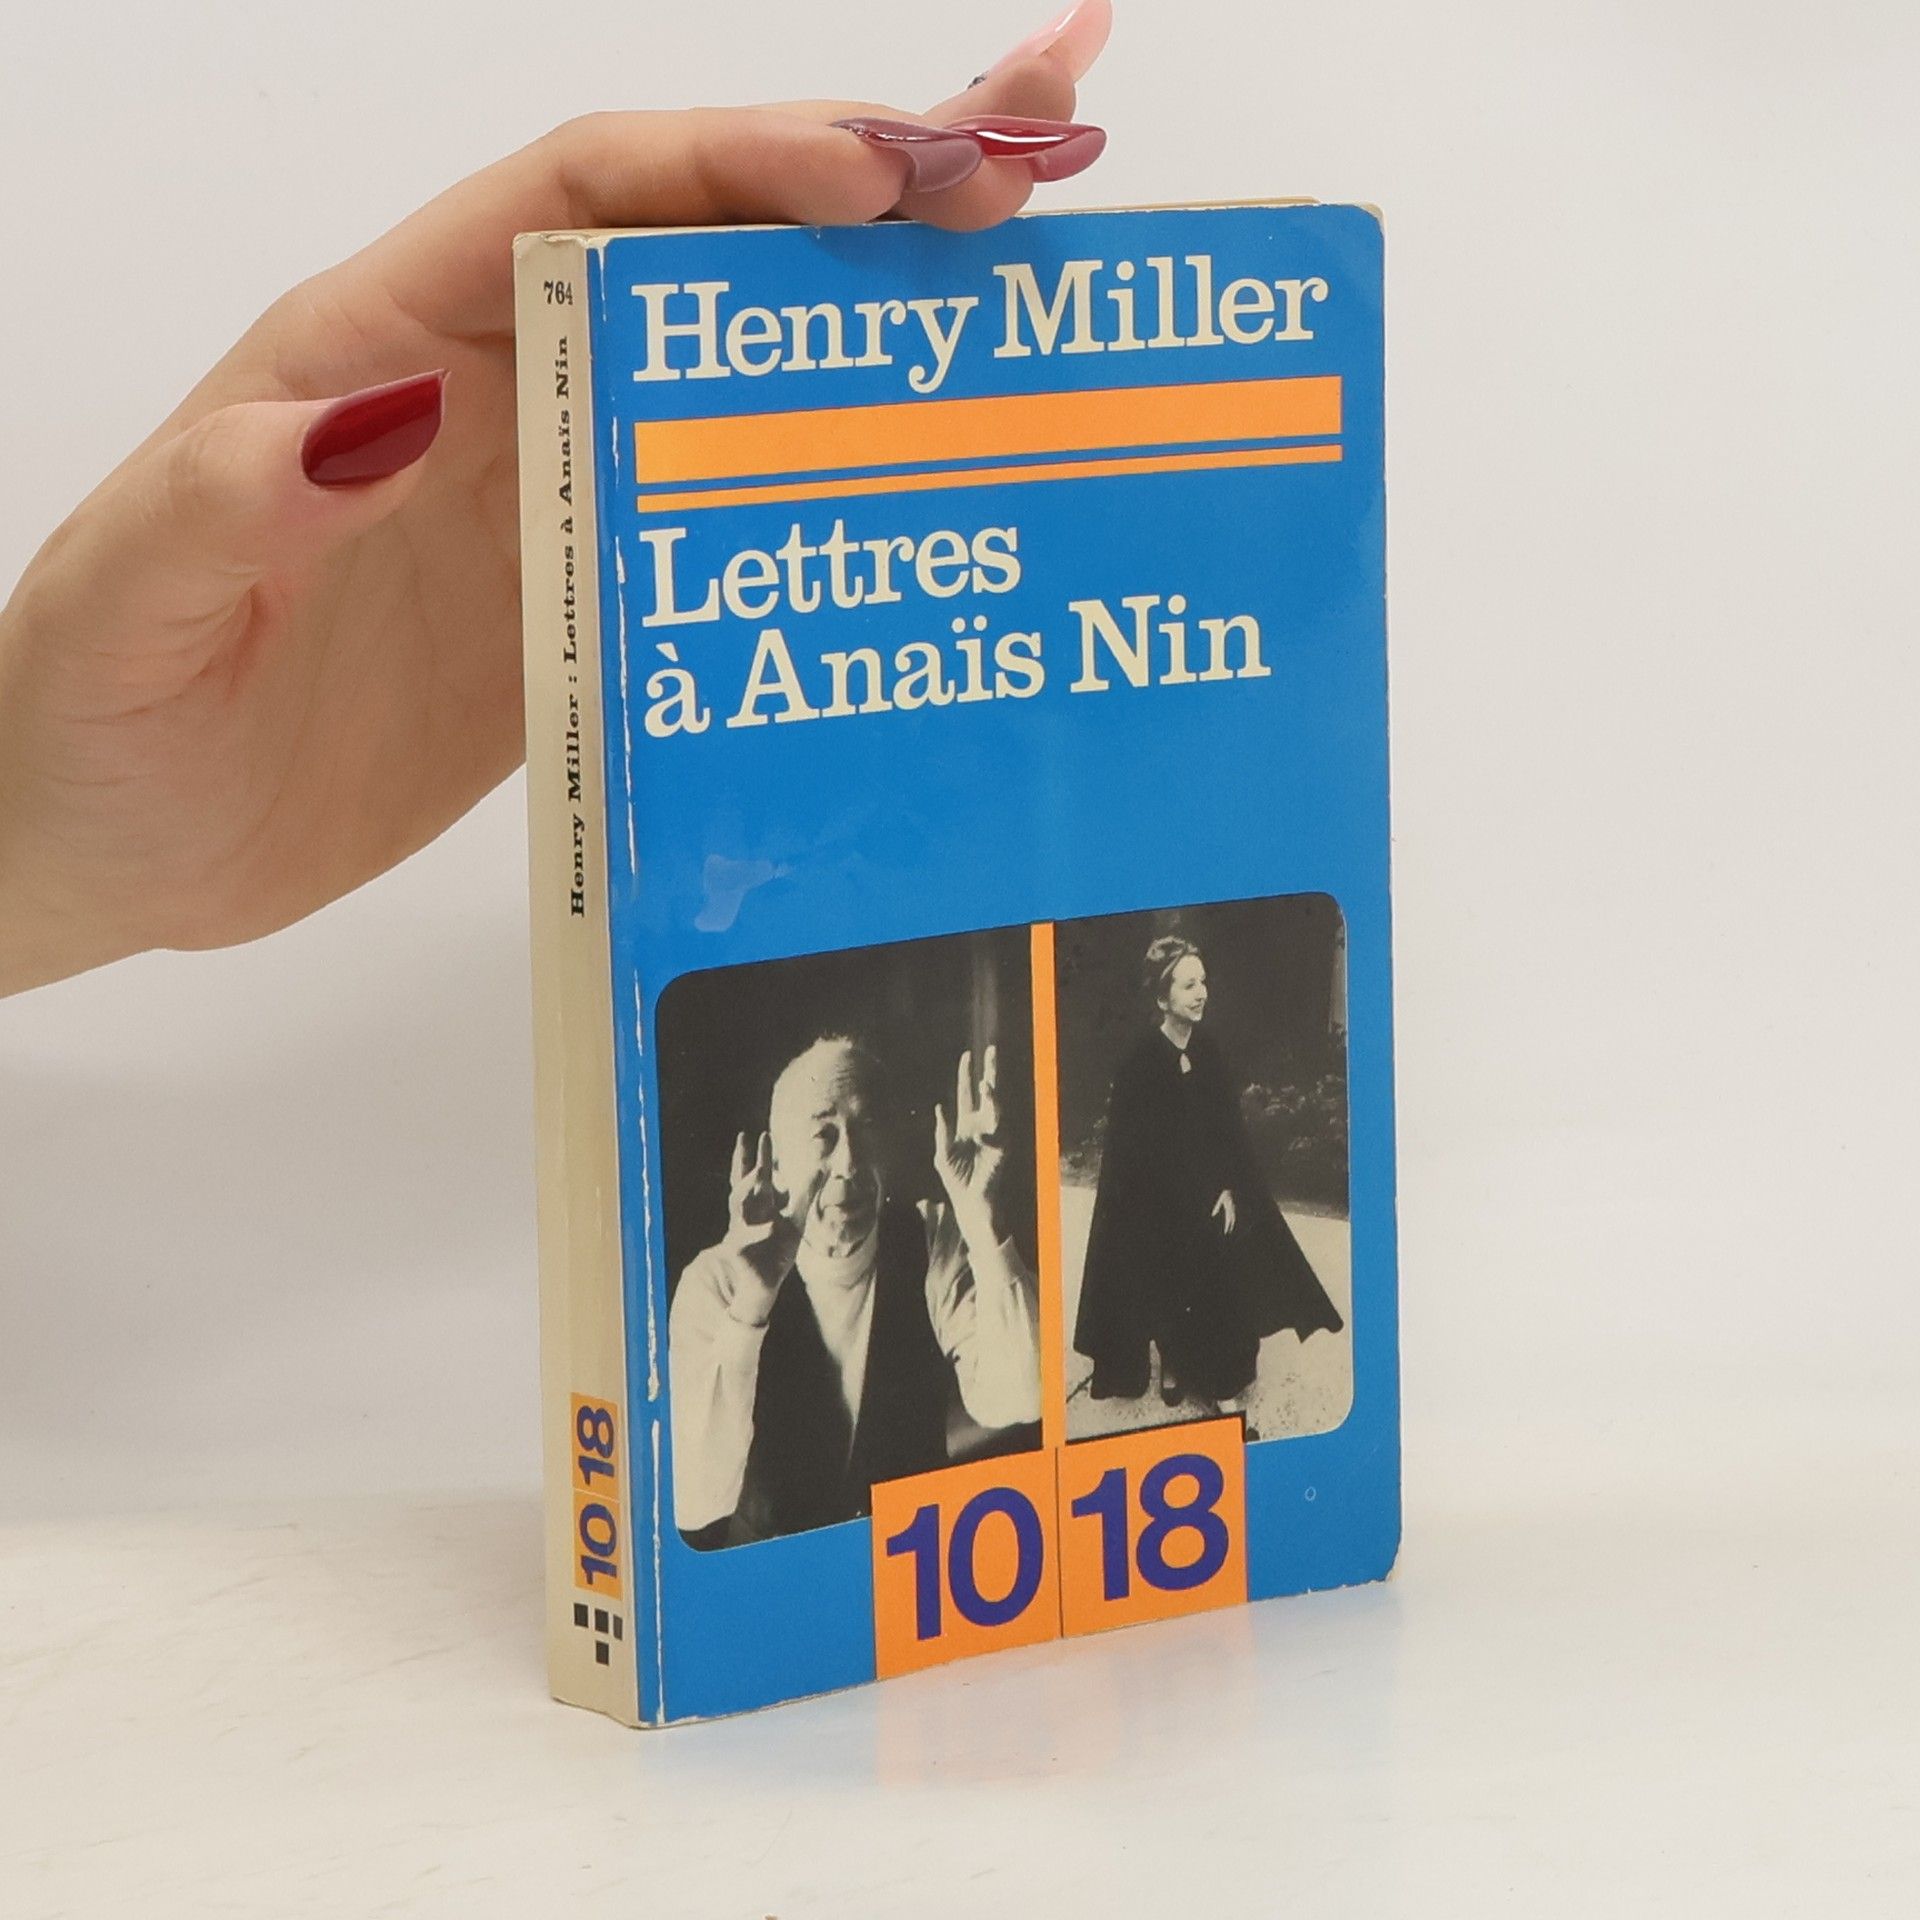 764
Henry Miller : Lettres à Anaïs Nin
10 18
Henry Miller
Lettres
à Anaïs Nin
10 18